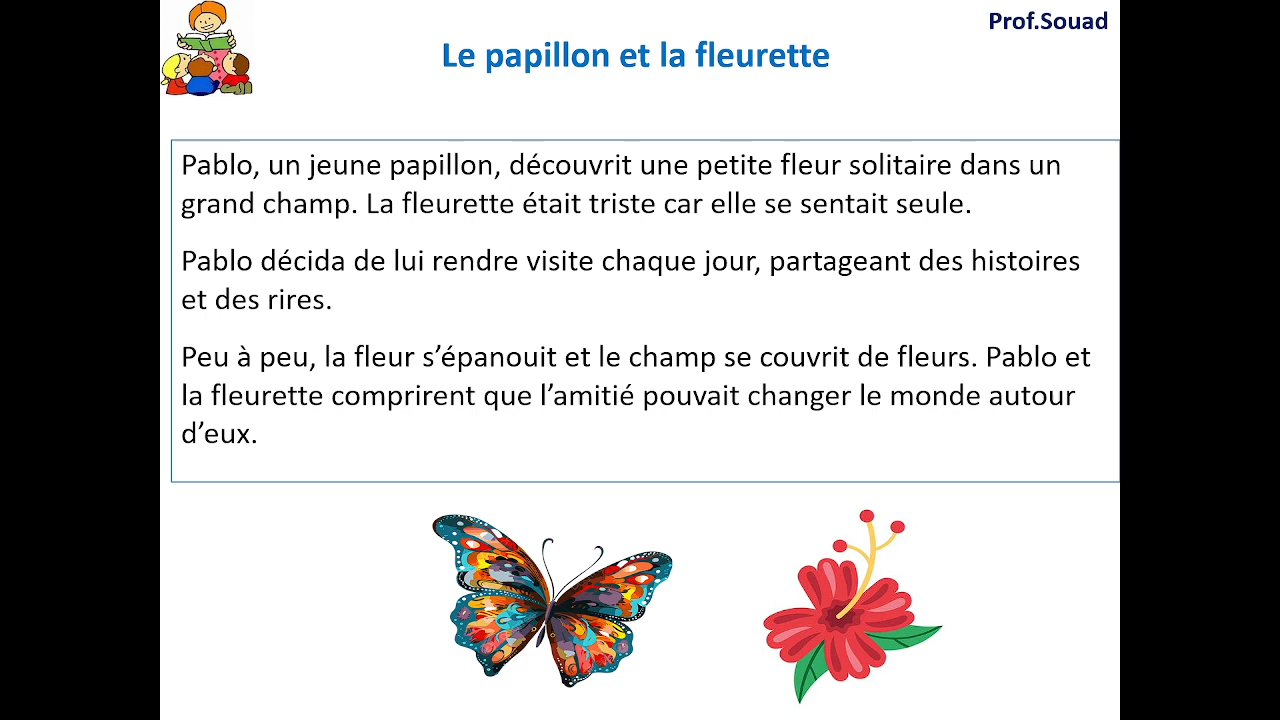 Prof.Souad
Le papillon et la fleurette
Pablo, un jeune papillon, découvrit une petite fleur solitaire dans un
grand champ. La fleurette était triste car elle se sentait seule.
Pablo décida de lui rendre visite chaque jour, partageant des histoires
et des rires.
Peu à peu, la fleur s’épanouit et le champ se couvrit de fleurs. Pablo et
la fleurette comprirent que l’amitié pouvait changer le monde autour
d’eux.